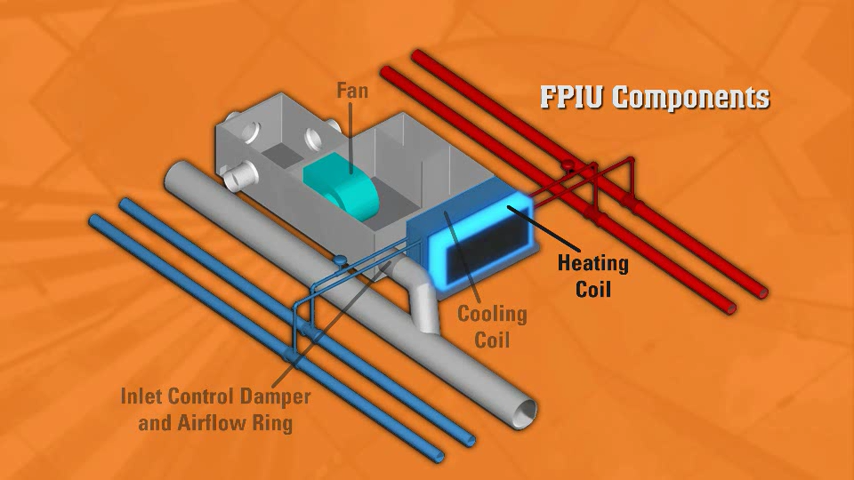 Fan
FPIU Components
Heating
Coil
Cooling
Coil
Inlet Control Damper
and Airflow Ring